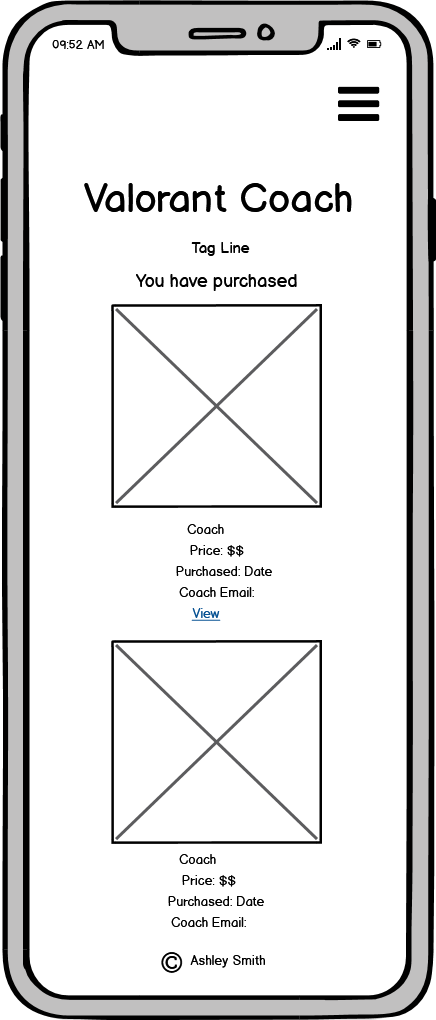 09:52 AM
Valorant Coach
Tag Line
You have purchased
Coach
Price: $$
Purchased: Date
Coach Email:
View
Coach
Price: $$
Purchased: Date
Coach Email:
© Ashley Smith